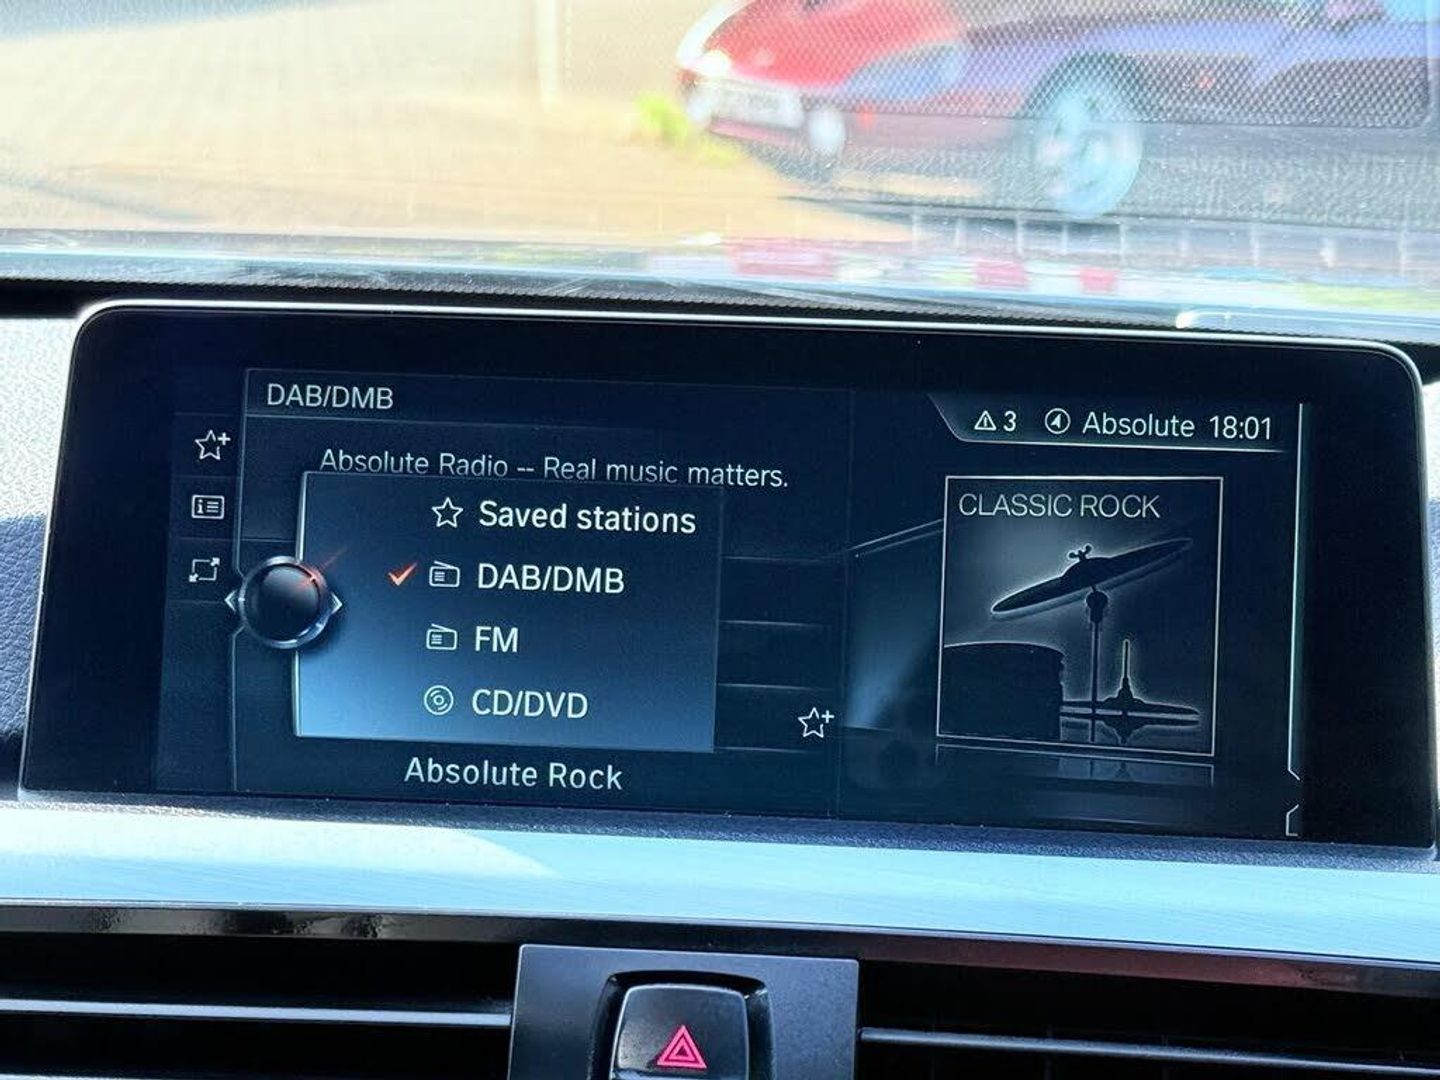 DAB/DMB
3 Absolute 18:01
Absolute Radio -- Real music matters.
Saved stations
DAB/DMB
FM
CD/DVD
Absolute Rock
CLASSIC ROCK